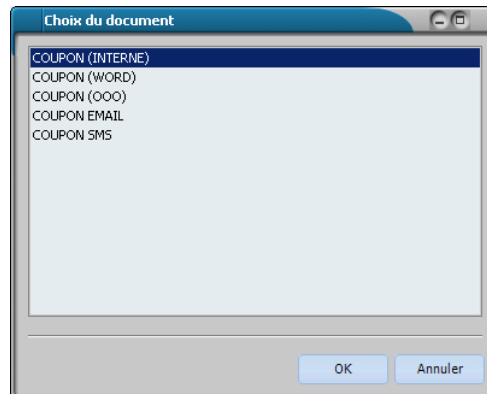 Choix du document
COUPON (INTERNE)
COUPON (WORD)
COUPON (OOO)
COUPON EMAIL
COUPON SMS
OK
Annuler